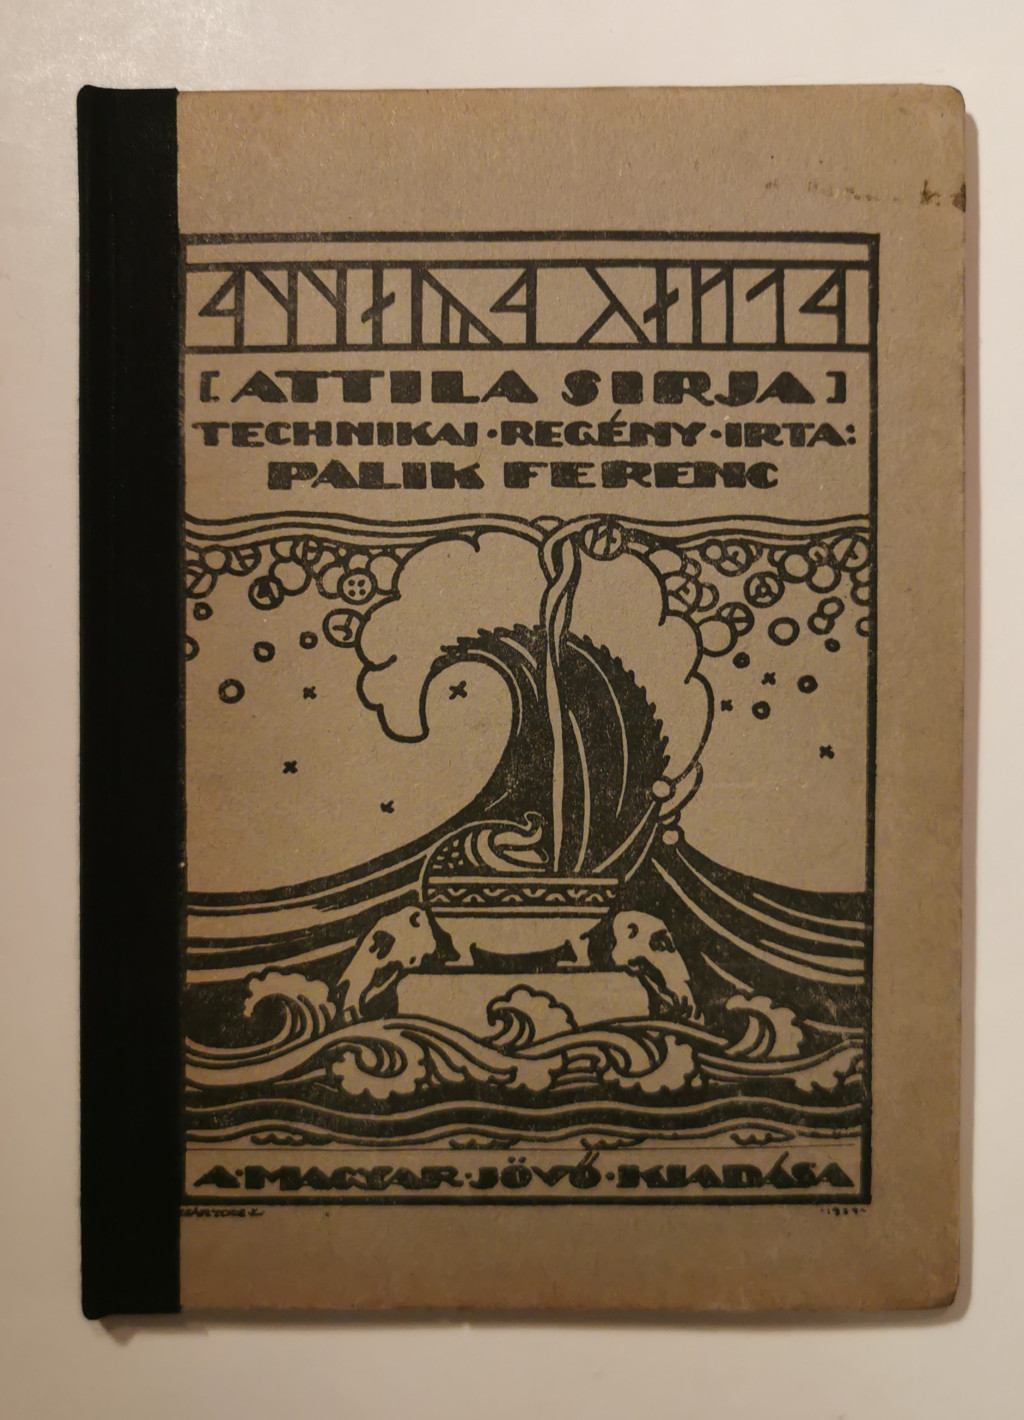 [ATTILA SIRJA]
TECHNIKAI·REGÉNY·IRTA:
PALIK FERENC
A·MAGYAR·JÖVŐ·KIADÁSA